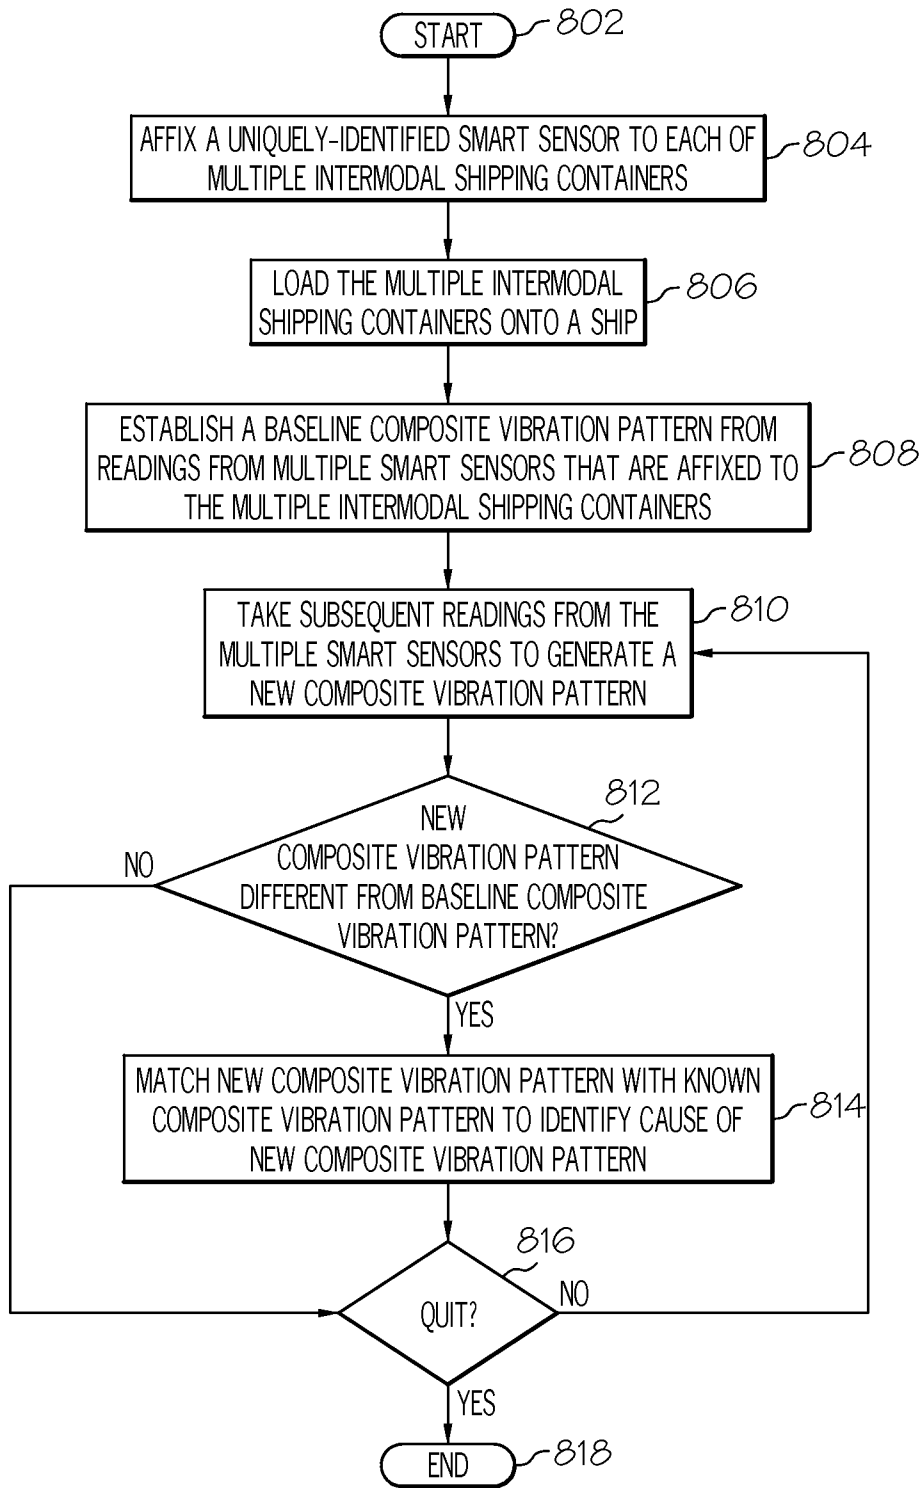 START
802
AFFIX A UNIQUELY-IDENTIFIED SMART SENSOR TO EACH OF
MULTIPLE INTERMODAL SHIPPING CONTAINERS
804
LOAD THE MULTIPLE INTERMODAL
SHIPPING CONTAINERS ONTO A SHIP
806
ESTABLISH A BASELINE COMPOSITE VIBRATION PATTERN FROM
READINGS FROM MULTIPLE SMART SENSORS THAT ARE AFFIXED TO
THE MULTIPLE INTERMODAL SHIPPING CONTAINERS
808
TAKE SUBSEQUENT READINGS FROM THE
MULTIPLE SMART SENSORS TO GENERATE A
NEW COMPOSITE VIBRATION PATTERN
810
NEW
COMPOSITE VIBRATION PATTERN
DIFFERENT FROM BASELINE COMPOSITE
VIBRATION PATTERN?
812
NO
YES
MATCH NEW COMPOSITE VIBRATION PATTERN WITH KNOWN
COMPOSITE VIBRATION PATTERN TO IDENTIFY CAUSE OF
NEW COMPOSITE VIBRATION PATTERN
814
QUIT?
816
NO
YES
END
818